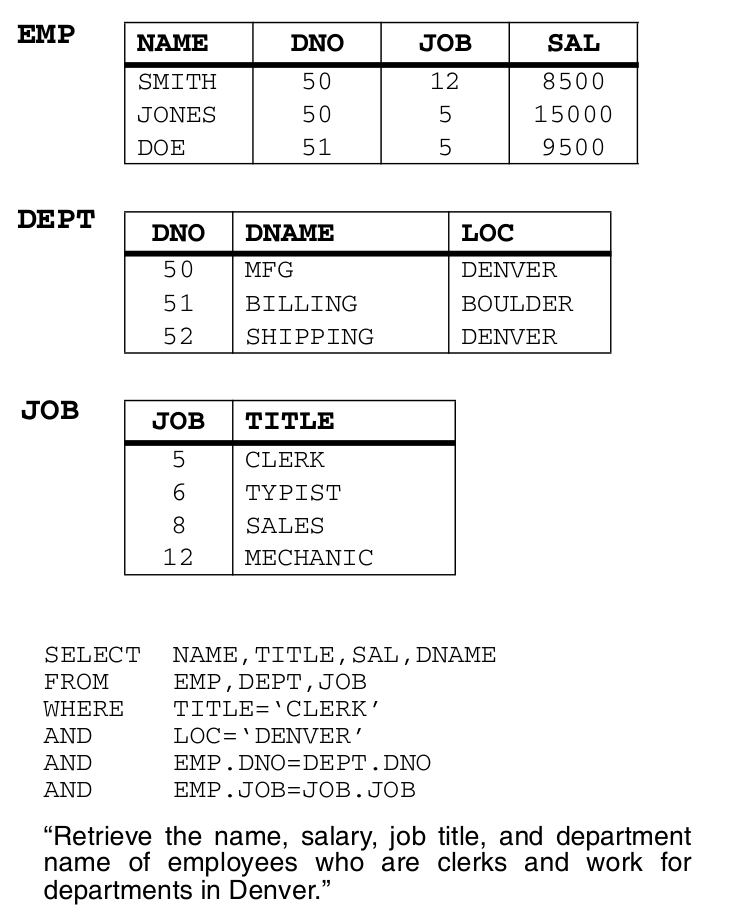 EMP
NAME DNO JOB SAL
SMITH 50 12 8500
JONES 50 5 15000
DOE 51 5 9500
DEPT
DNO DNAME LOC
50 MFG DENVER
51 BILLING BOULDER
52 SHIPPING DENVER
JOB
JOB TITLE
5 CLERK
6 TYPIST
8 SALES
12 MECHANIC
SELECT NAME,TITLE,SAL,DNAME
FROM EMP,DEPT,JOB
WHERE TITLE=‘CLERK’
AND LOC=‘DENVER’
AND EMP.DNO=DEPT.DNO
AND EMP.JOB=JOB.JOB
“Retrieve the name, salary, job title, and department
name of employees who are clerks and work for
departments in Denver.”